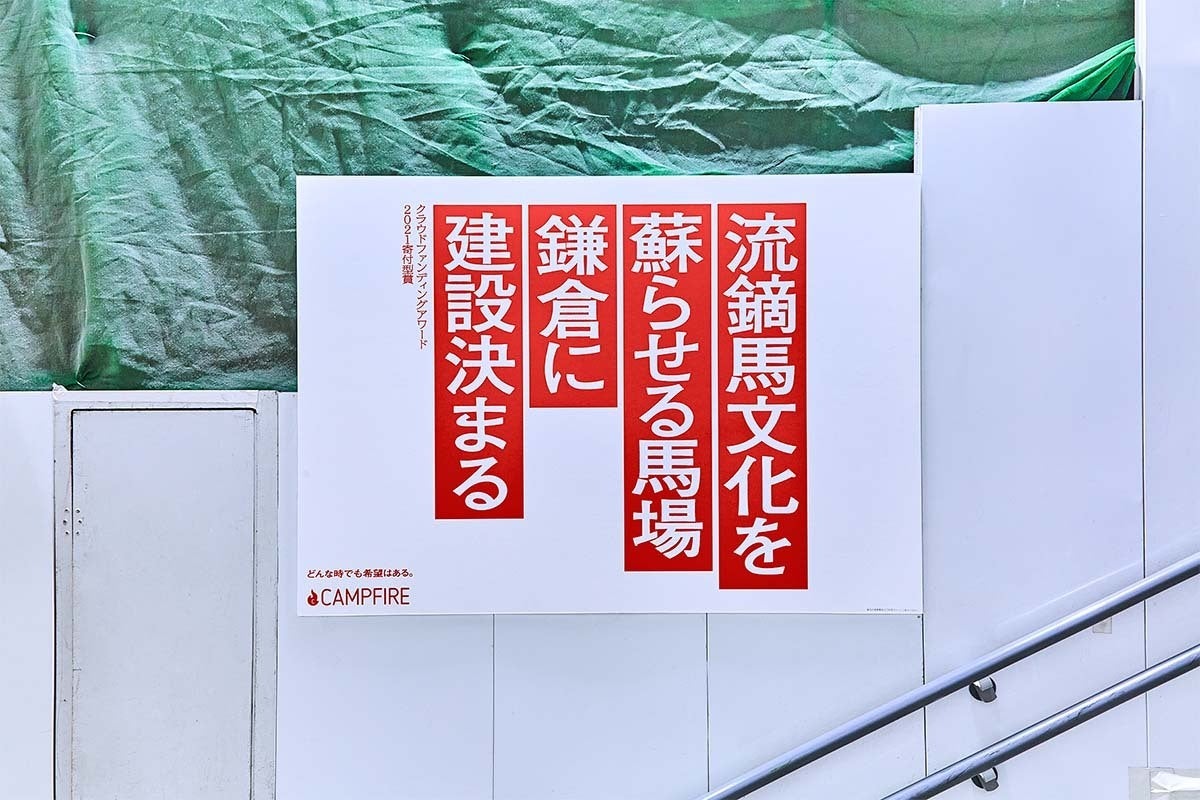 流鏑馬文化を
蘇らせる馬場
鎌倉に
建設決まる
クラウドファンディングアワード
2021寄付型賞
どんな時でも希望はある。
CAMPFIRE